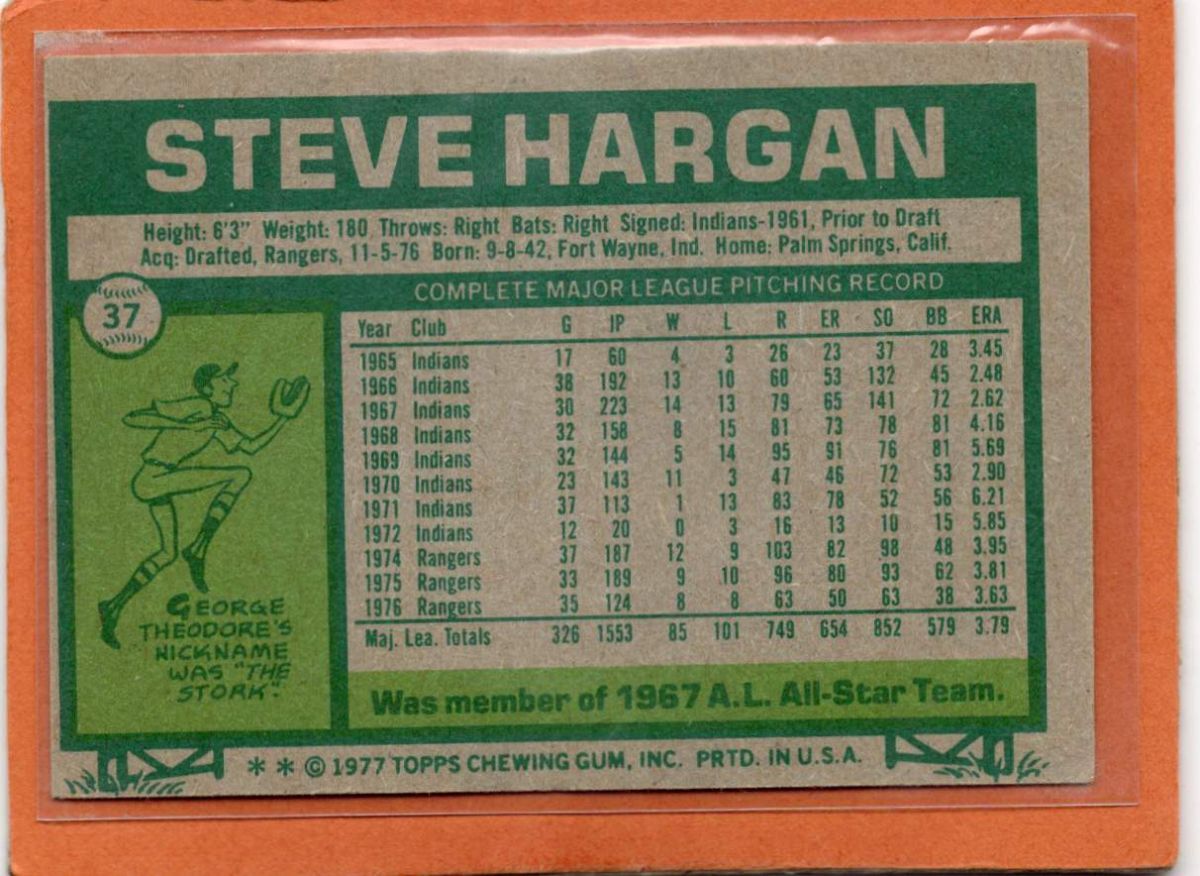 STEVE HARGAN
Height: 6'3" Weight: 180 Throws: Right Bats: Right Signed: Indians-1961, Prior to Draft
Acq: Drafted, Rangers, 11-5-76 Born: 9-8-42, Fort Wayne, Ind. Home: Palm Springs, Calif.
37
COMPLETE MAJOR LEAGUE PITCHING RECORD
Year Club G IP W L R ER SO BB ERA
1965 Indians 17 60 4 3 26 23 37 28 3.45
1966 Indians 38 192 13 10 60 53 132 45 2.48
1967 Indians 30 223 14 13 79 65 141 72 2.62
1968 Indians 32 158 8 15 81 73 78 81 4.16
1969 Indians 32 144 5 14 95 91 76 81 5.69
1970 Indians 23 143 11 3 47 46 72 53 2.90
1971 Indians 37 113 1 13 83 78 52 56 6.21
1972 Indians 12 20 0 3 16 13 10 15 5.85
1974 Rangers 37 187 12 9 103 82 98 48 3.95
1975 Rangers 33 189 9 10 96 80 93 62 3.81
1976 Rangers 35 124 8 8 63 50 63 38 3.63
Maj. Lea. Totals 326 1553 85 101 749 654 852 579 3.79
GEORGE
THEODORE'S
NICKNAME
WAS "THE
STORK".
Was member of 1967 A.L. All-Star Team.
* * © 1977 TOPPS CHEWING GUM, INC. PRTD. IN U.S.A.